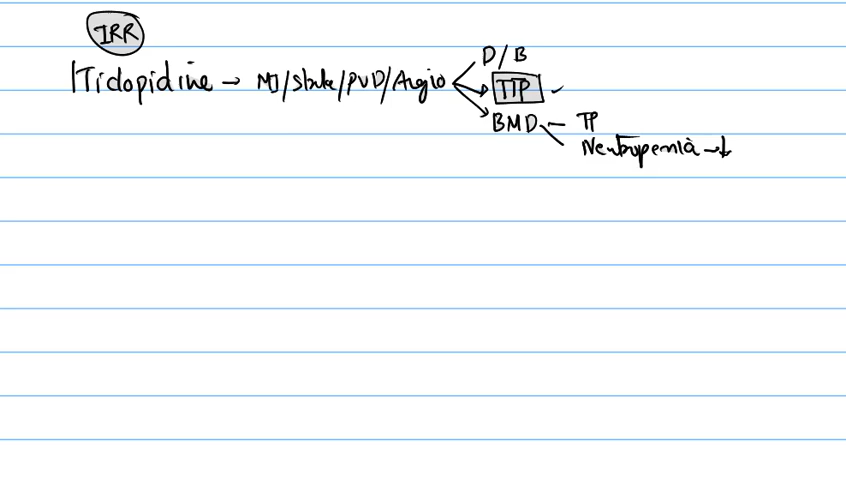 IRR
D/B
Ticlopidine → MI/Stroke/PVD/Angio
TTP ✓
BMD
TP
Neutropenia → ↓